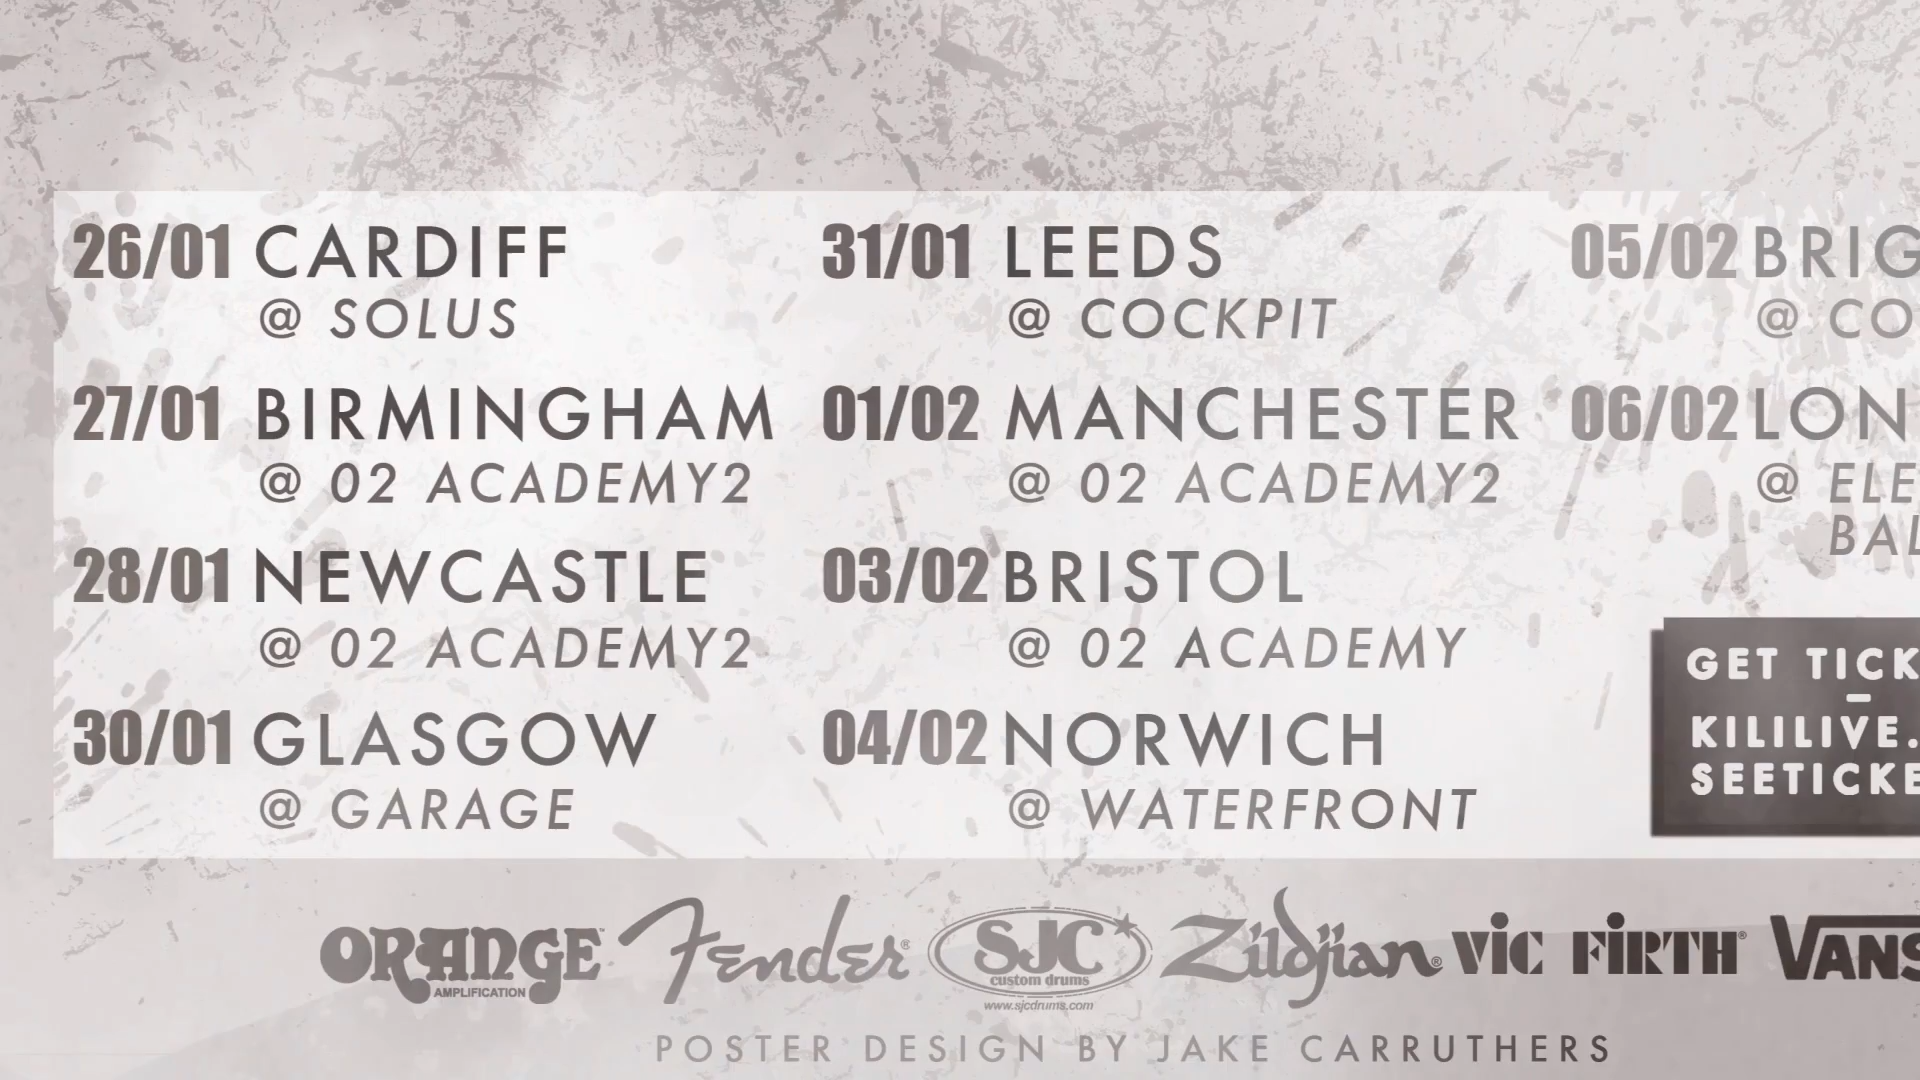 26/01 CARDIFF
@ SOLUS
27/01 BIRMINGHAM
@ 02 ACADEMY2
28/01 NEWCASTLE
@ 02 ACADEMY2
30/01 GLASGOW
@ GARAGE
31/01 LEEDS
@ COCKPIT
01/02 MANCHESTER
@ 02 ACADEMY2
03/02 BRISTOL
@ 02 ACADEMY
04/02 NORWICH
@ WATERFRONT
05/02 BRIG
@ CO
06/02 LON
@ ELE
BAL
GET TICK
–
KILILIVE.
SEETICKE
ORANGE™ Fender® SJC Zildjian® VIC FIRTH® VANS
AMPLIFICATION custom drums
www.sjcdrums.com
POSTER DESIGN BY JAKE CARRUTHERS